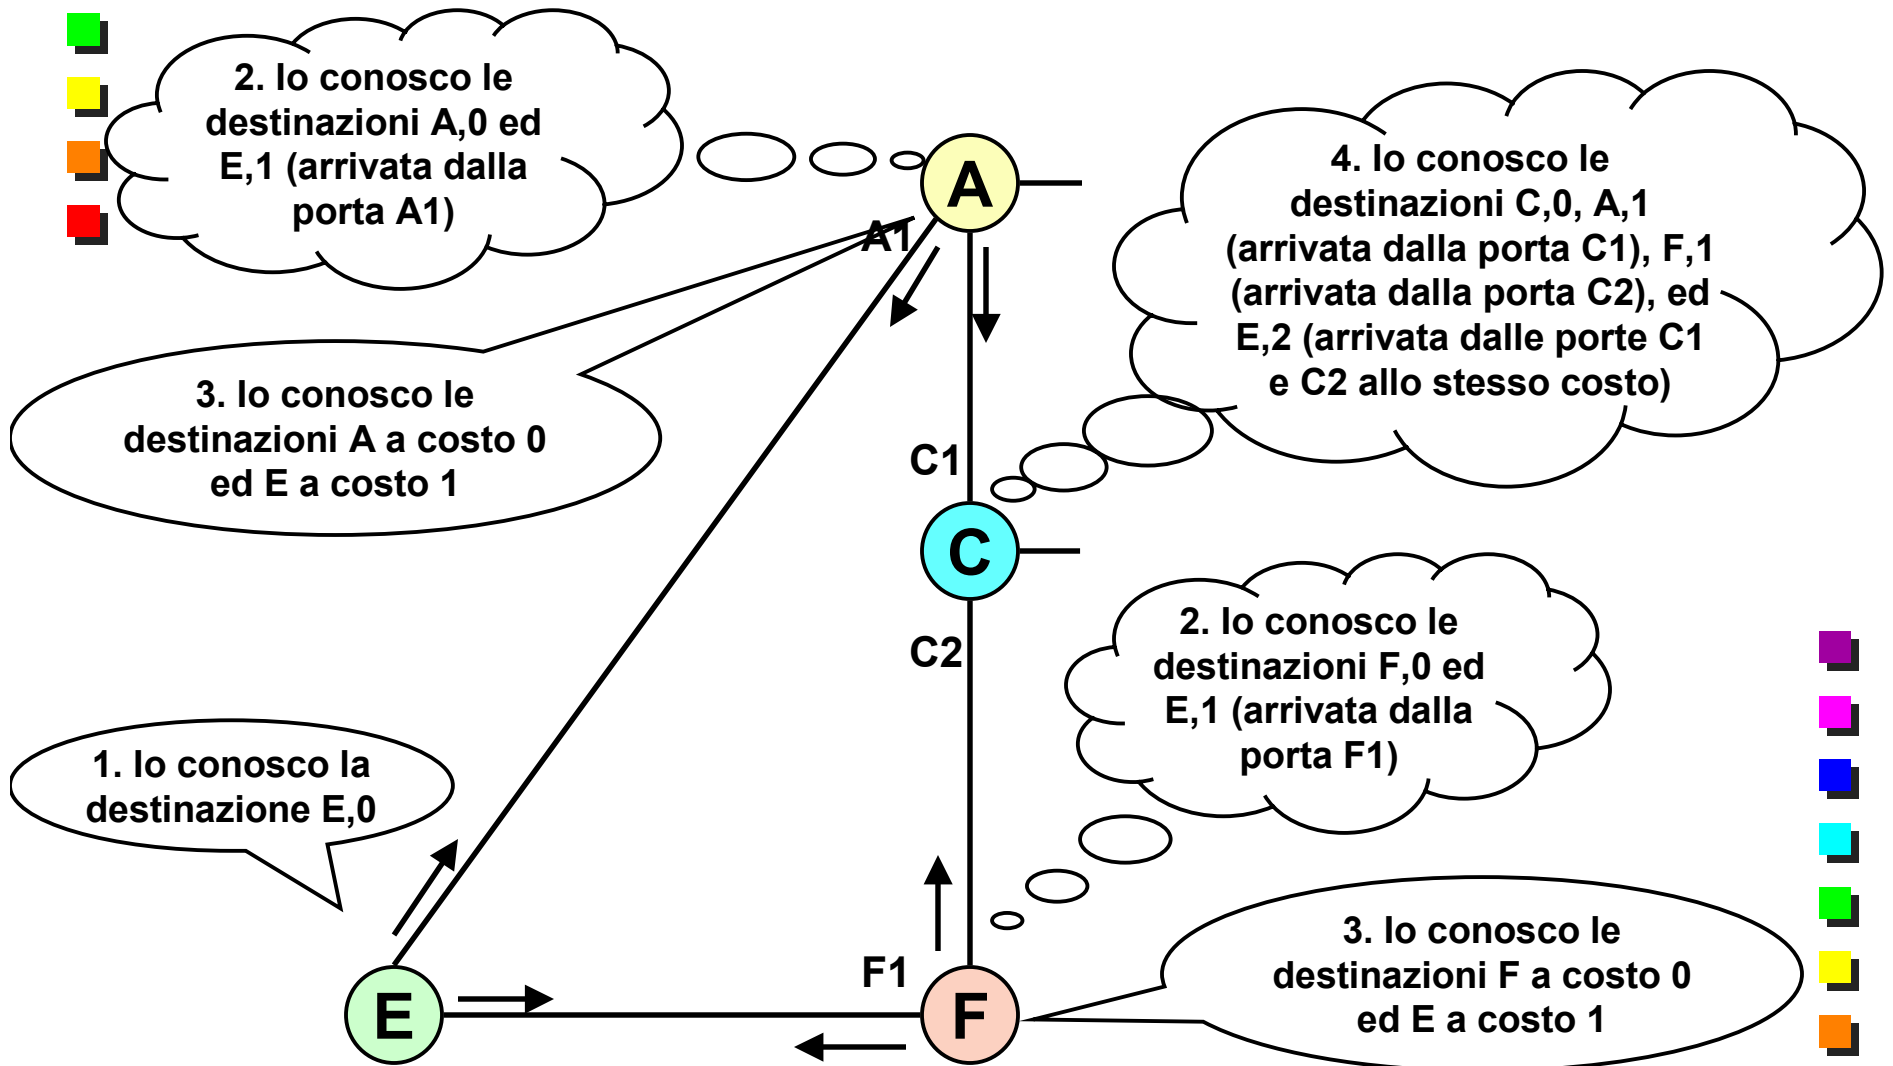 2. Io conosco le
destinazioni A,0 ed
E,1 (arrivata dalla
porta A1)
A
A1
4. Io conosco le
destinazioni C,0, A,1
(arrivata dalla porta C1), F,1
(arrivata dalla porta C2), ed
E,2 (arrivata dalle porte C1
e C2 allo stesso costo)
3. Io conosco le
destinazioni A a costo 0
ed E a costo 1
C1
C
C2
2. Io conosco le
destinazioni F,0 ed
E,1 (arrivata dalla
porta F1)
1. Io conosco la
destinazione E,0
F1
E
F
3. Io conosco le
destinazioni F a costo 0
ed E a costo 1